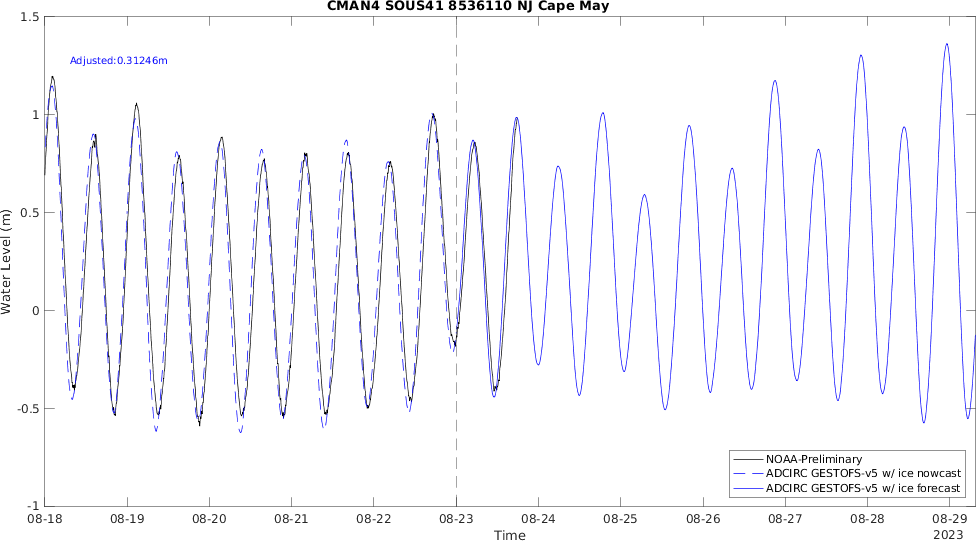 CMAN4 SOUS41 8536110 NJ Cape May
Adjusted:0.31246m
1.5
1
0.5
0
-0.5
-1
Water Level (m)
NOAA-Preliminary
ADCIRC GESTOFS-v5 w/ ice nowcast
ADCIRC GESTOFS-v5 w/ ice forecast
08-18 08-19 08-20 08-21 08-22 08-23 08-24 08-25 08-26 08-27 08-28 08-29
Time
2023